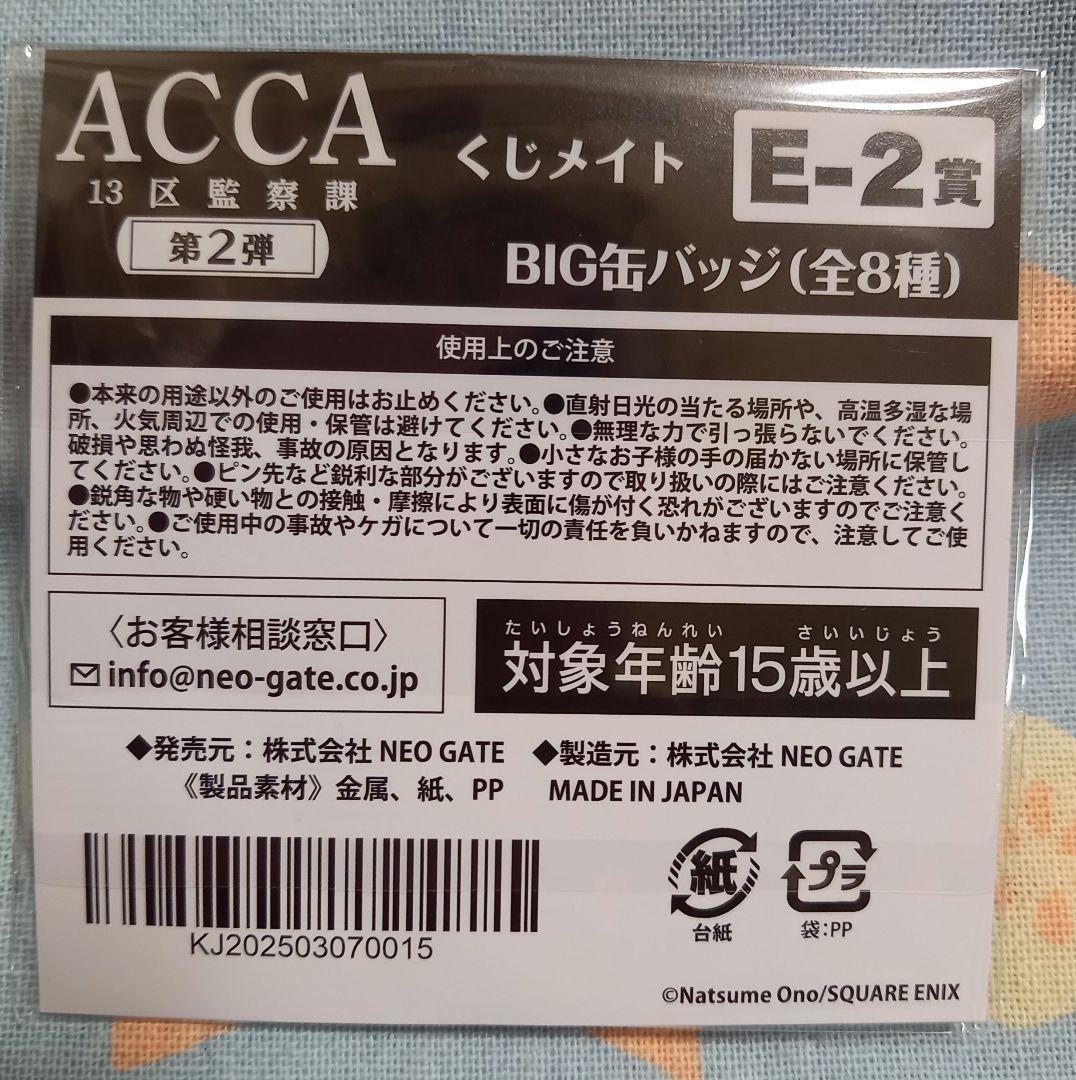 ACCA
13区監察課
第2弾
くじメイト
E-2賞
BIG缶バッジ(全8種)
使用上のご注意
●本来の用途以外のご使用はお止めください。●直射日光の当たる場所や、高温多湿な場
所、火気周辺での使用・保管は避けてください。●無理な力で引っ張らないでください。
破損や思わぬ怪我、事故の原因となります。●小さなお子様の手の届かない場所に保管し
てください。●ピン先など鋭利な部分がございますので取り扱いの際にはご注意ください。
●鋭角な物や硬い物との接触・摩擦により表面に傷が付く恐れがございますのでご注意く
ださい。●ご使用中の事故やケガについて一切の責任を負いかねますので、注意してご使
用ください。
〈お客様相談窓口〉
info@neo-gate.co.jp
たいしょうねんれい さいいじょう
対象年齢15歳以上
◆発売元：株式会社 NEO GATE ◆製造元：株式会社 NEO GATE
《製品素材》金属、紙、PP MADE IN JAPAN
KJ202503070015
紙
台紙
プラ
袋:PP
©Natsume Ono/SQUARE ENIX